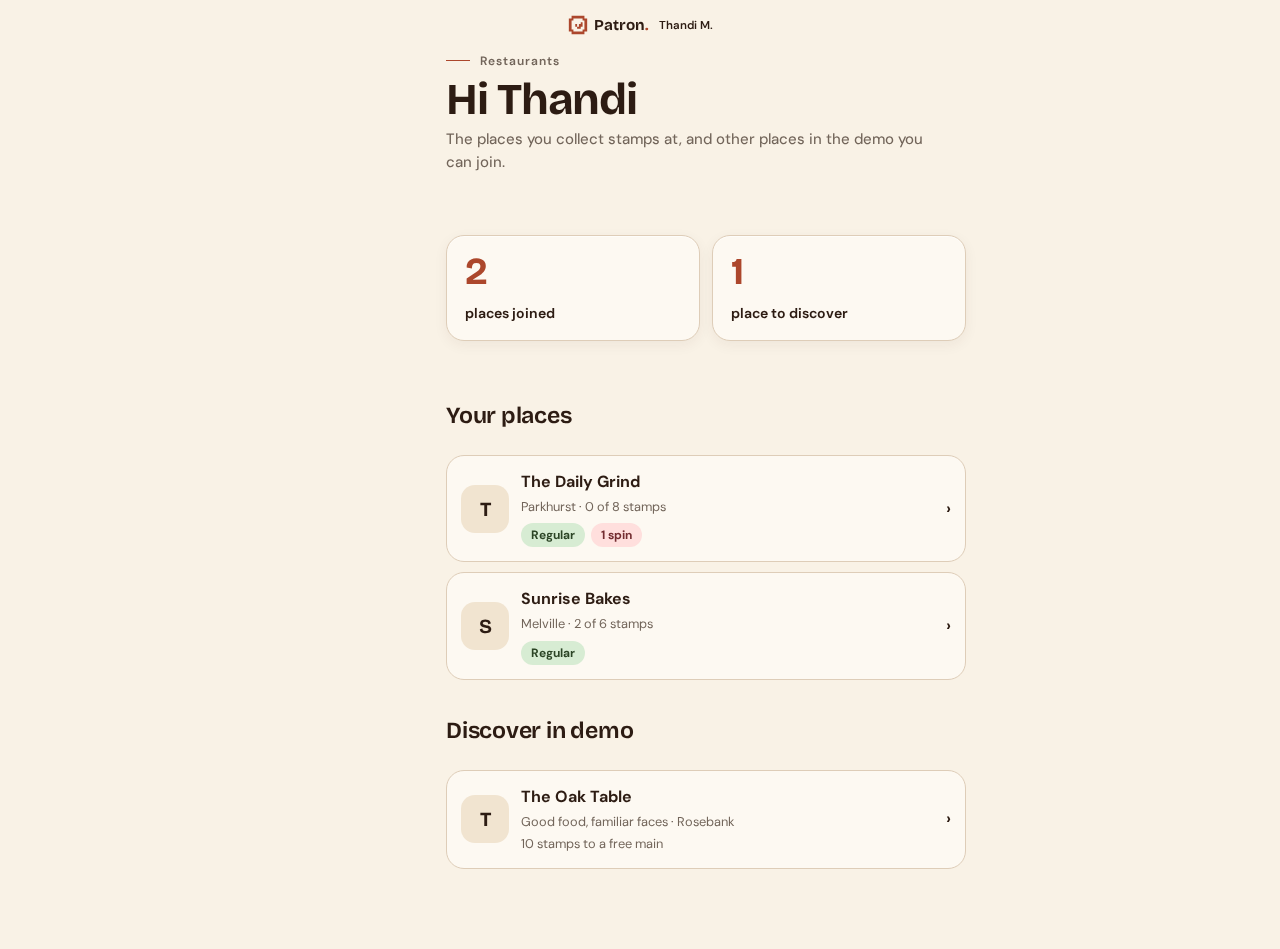 Patron. Thandi M.
Restaurants
Hi Thandi
The places you collect stamps at, and other places in the demo you
can join.
2
places joined
1
place to discover
Your places
T
The Daily Grind
Parkhurst · 0 of 8 stamps
Regular 1 spin
›
S
Sunrise Bakes
Melville · 2 of 6 stamps
Regular
›
Discover in demo
T
The Oak Table
Good food, familiar faces · Rosebank
10 stamps to a free main
›